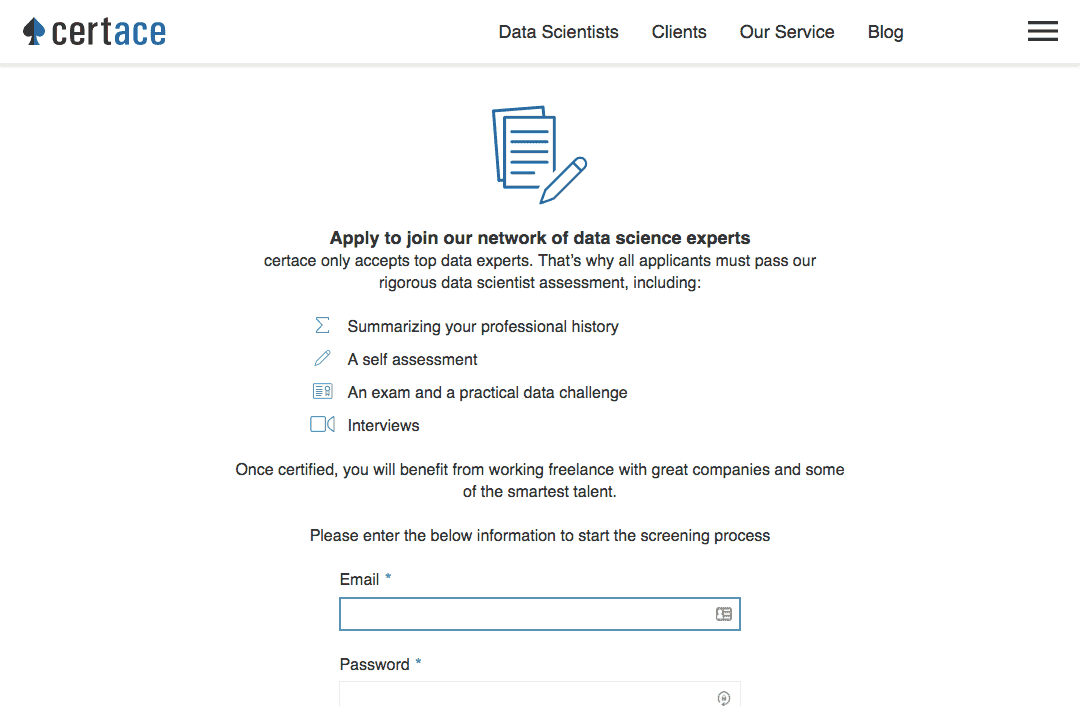 certace
Data Scientists
Clients
Our Service
Blog
Apply to join our network of data science experts
certace only accepts top data experts. That's why all applicants must pass our
rigorous data scientist assessment, including:
Summarizing your professional history
A self assessment
An exam and a practical data challenge
Interviews
Once certified, you will benefit from working freelance with great companies and some
of the smartest talent.
Please enter the below information to start the screening process
Email *
Password *